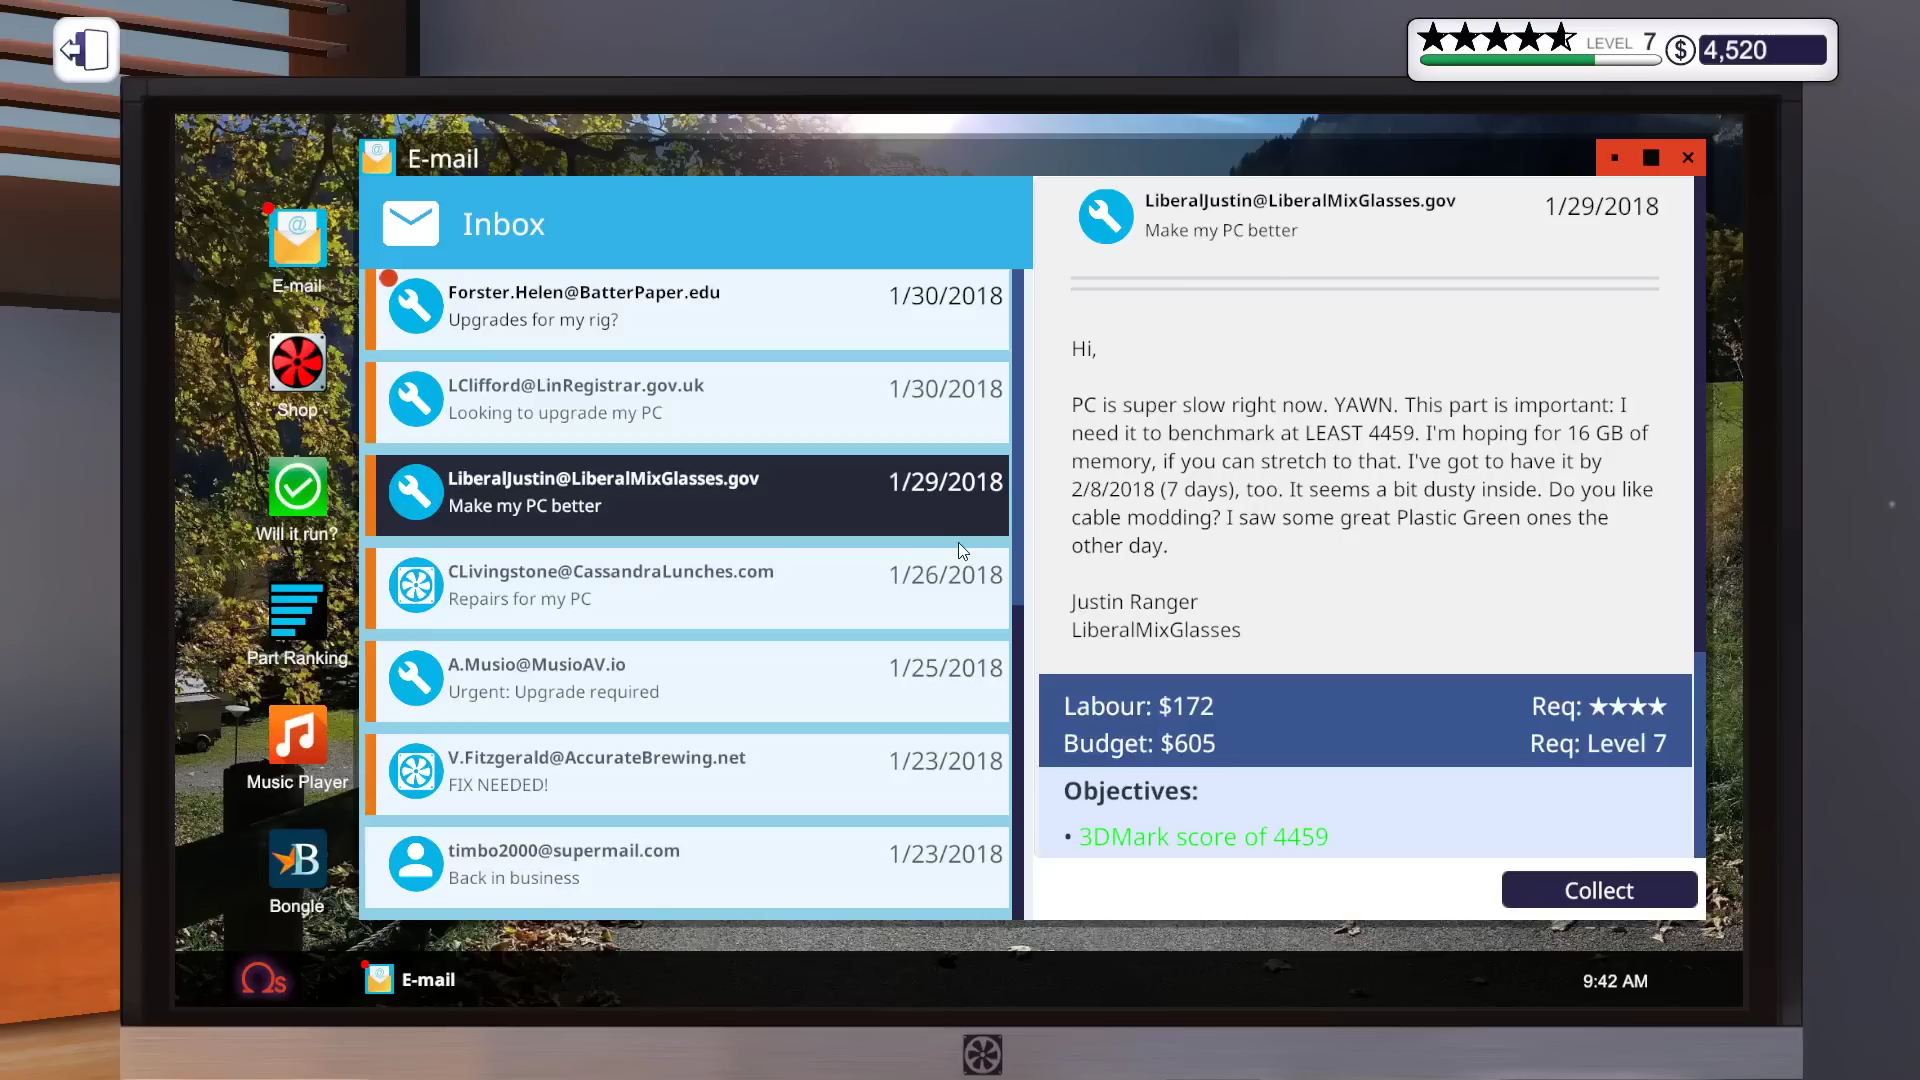 LEVEL 7
4,520
E-mail
Inbox
Forster.Helen@BatterPaper.edu
1/30/2018
Upgrades for my rig?
LClifford@LinRegistrar.gov.uk
1/30/2018
Looking to upgrade my PC
LiberalJustin@LiberalMixGlasses.gov
1/29/2018
Make my PC better
CLivingstone@CassandraLunches.com
1/26/2018
Repairs for my PC
A.Musio@MusioAV.io
1/25/2018
Urgent: Upgrade required
V.Fitzgerald@AccurateBrewing.net
1/23/2018
FIX NEEDED!
timbo2000@supermail.com
1/23/2018
Back in business
LiberalJustin@LiberalMixGlasses.gov
1/29/2018
Make my PC better
Hi,
PC is super slow right now. YAWN. This part is important: I
need it to benchmark at LEAST 4459. I'm hoping for 16 GB of
memory, if you can stretch to that. I've got to have it by
2/8/2018 (7 days), too. It seems a bit dusty inside. Do you like
cable modding? I saw some great Plastic Green ones the
other day.
Justin Ranger
LiberalMixGlasses
Labour: $172
Req: ★★★★
Budget: $605
Req: Level 7
Objectives:
• 3DMark score of 4459
Collect
E-mail
Shop
Will it run?
Part Ranking
Music Player
B
Bongle
Ωs
E-mail
9:42 AM